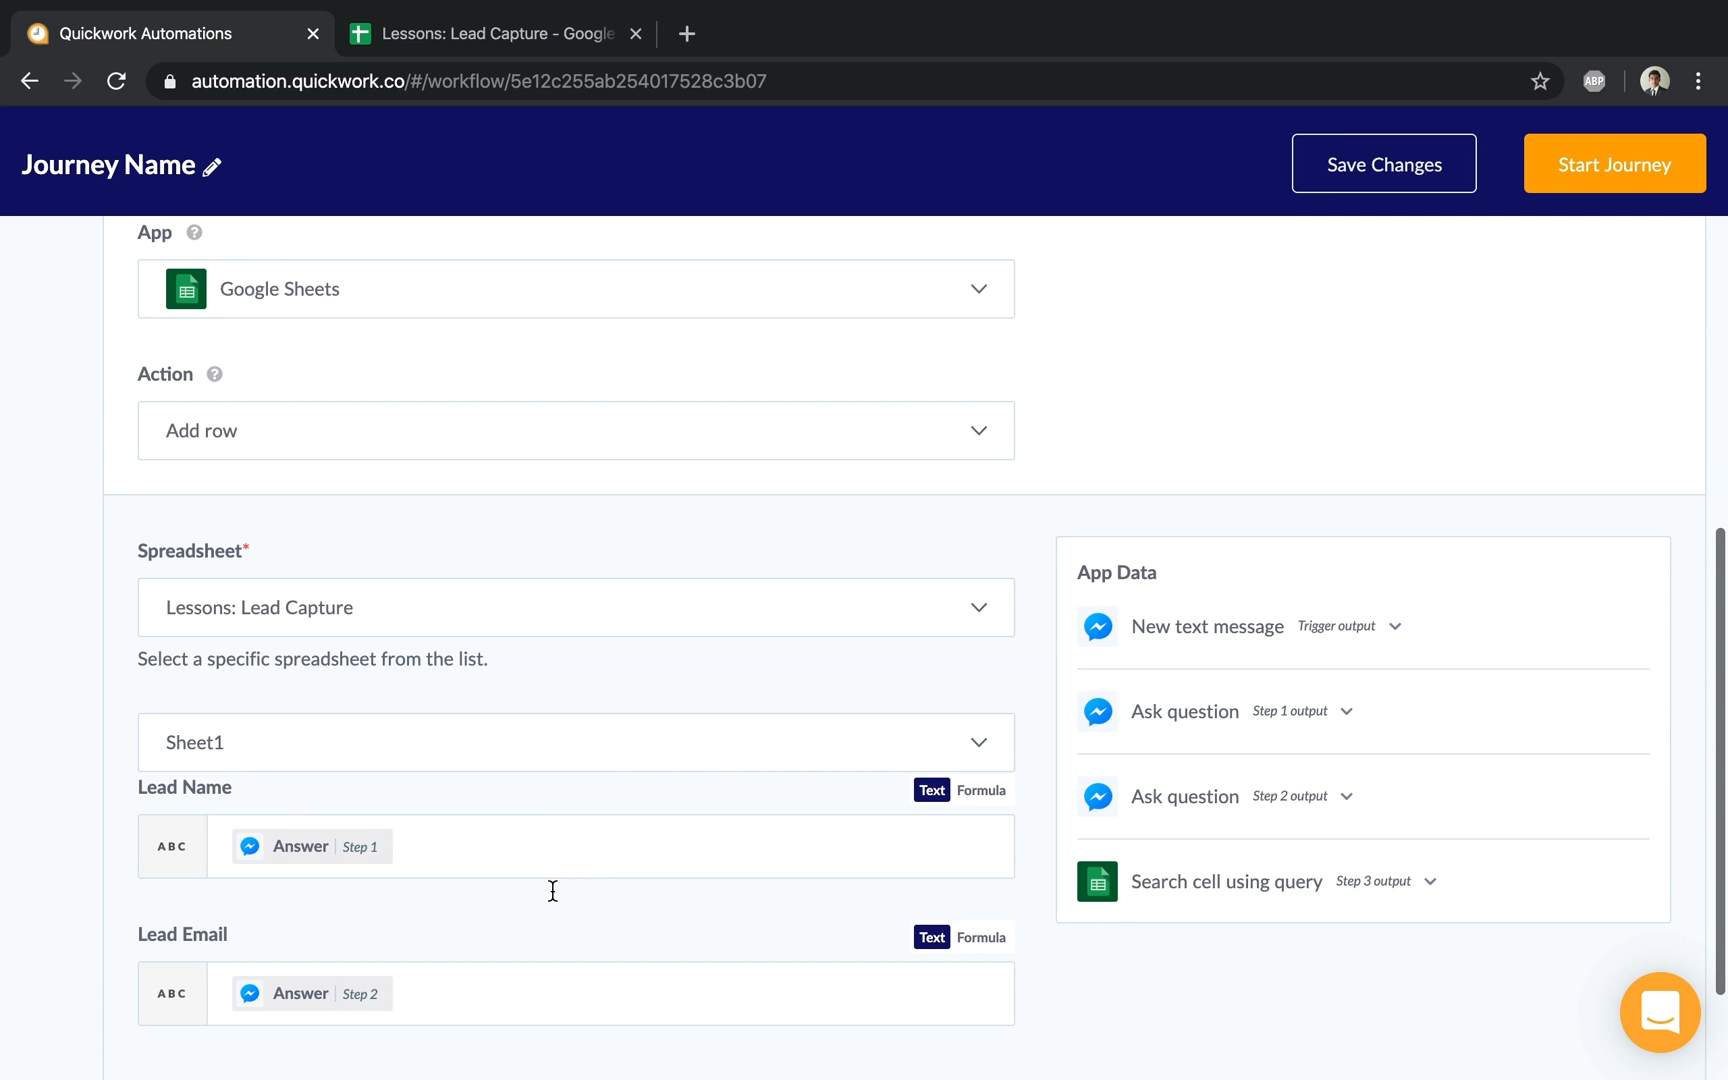 Quickwork Automations
Lessons: Lead Capture - Google
automation.quickwork.co/#/workflow/5e12c255ab254017528c3b07
ABP
Journey Name
Save Changes
Start Journey
App ?
Google Sheets
Action ?
Add row
Spreadsheet*
Lessons: Lead Capture
Select a specific spreadsheet from the list.
Sheet1
Lead Name
Text Formula
ABC
Answer Step 1
Lead Email
Text Formula
ABC
Answer Step 2
App Data
New text message Trigger output
Ask question Step 1 output
Ask question Step 2 output
Search cell using query Step 3 output